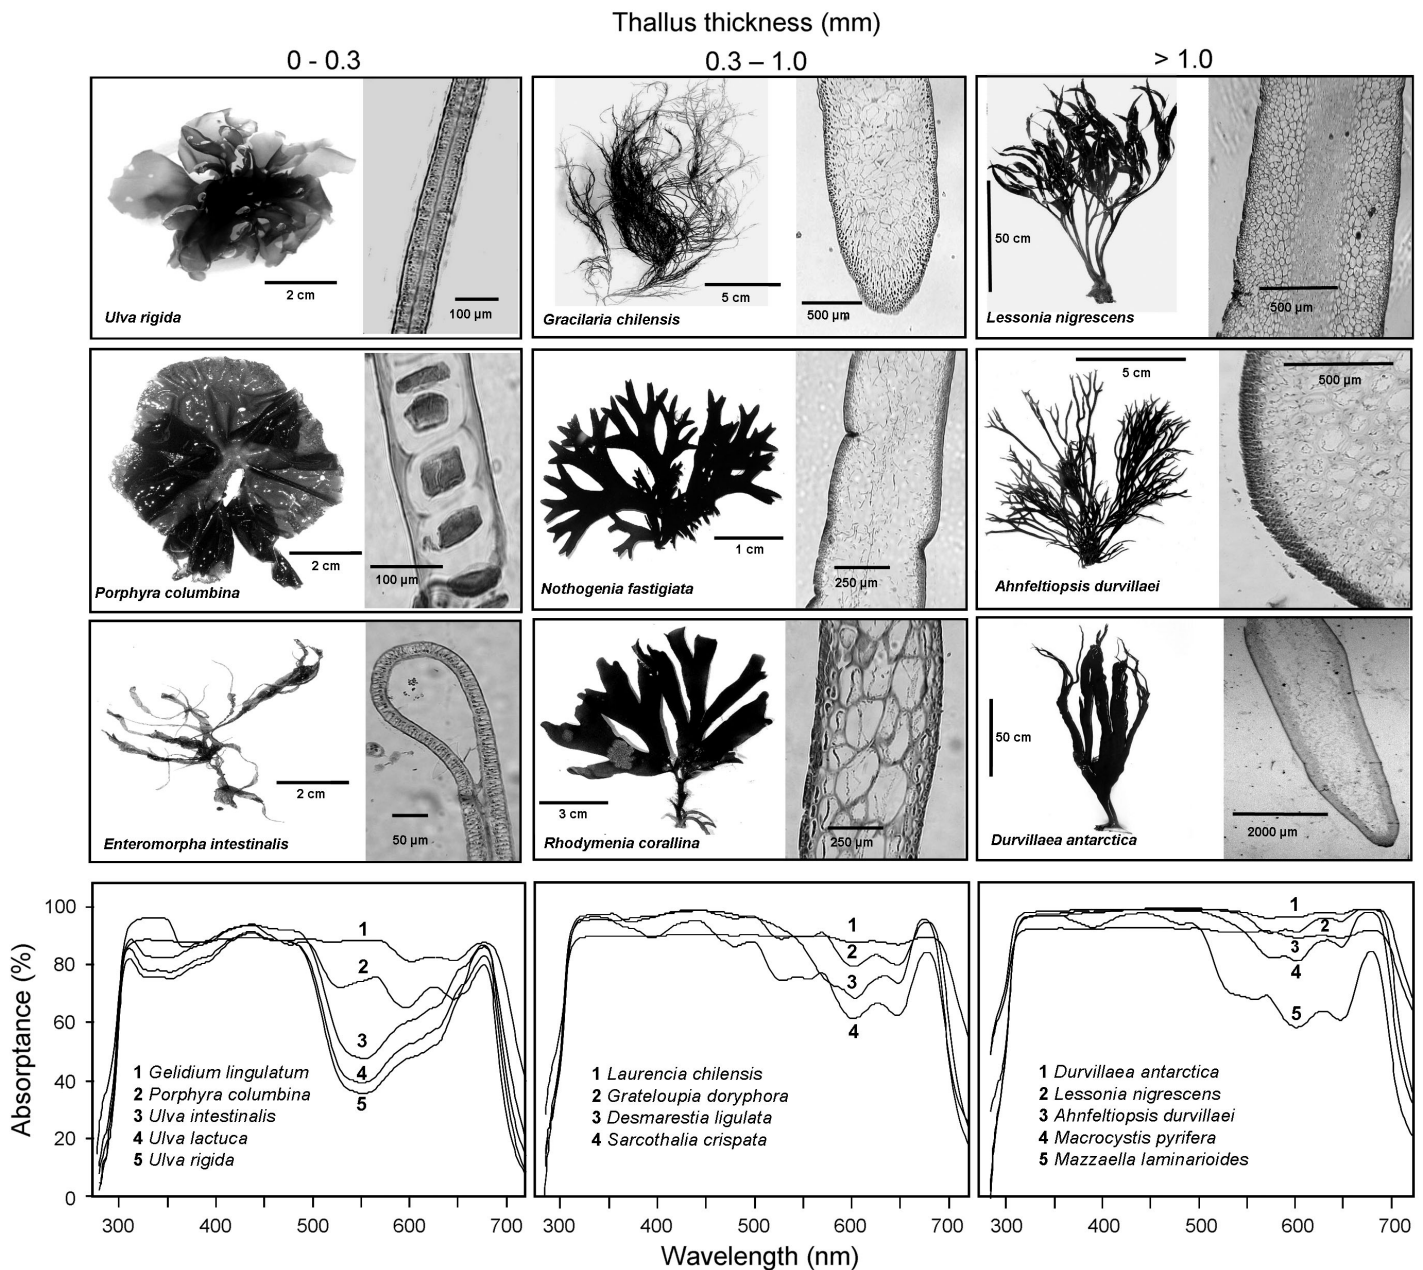 Thallus thickness (mm)
0 - 0.3
0.3 – 1.0
> 1.0
2 cm
100 µm
Ulva rigida
5 cm
500 µm
Gracilaria chilensis
50 cm
500 µm
Lessonia nigrescens
2 cm
100 µm
Porphyra columbina
1 cm
250 µm
Nothogenia fastigiata
5 cm
500 µm
Ahnfeltiopsis durvillaei
2 cm
50 µm
Enteromorpha intestinalis
3 cm
250 µm
Rhodymenia corallina
50 cm
2000 µm
Durvillaea antarctica
Absorptance (%)
100
80
60
40
20
0
1
2
3
4
5
1 Gelidium lingulatum
2 Porphyra columbina
3 Ulva intestinalis
4 Ulva lactuca
5 Ulva rigida
300 400 500 600 700
1
2
3
4
1 Laurencia chilensis
2 Grateloupia doryphora
3 Desmarestia ligulata
4 Sarcothalia crispata
300 400 500 600 700
1
2
3
4
5
1 Durvillaea antarctica
2 Lessonia nigrescens
3 Ahnfeltiopsis durvillaei
4 Macrocystis pyrifera
5 Mazzaella laminarioides
300 400 500 600 700
Wavelength (nm)